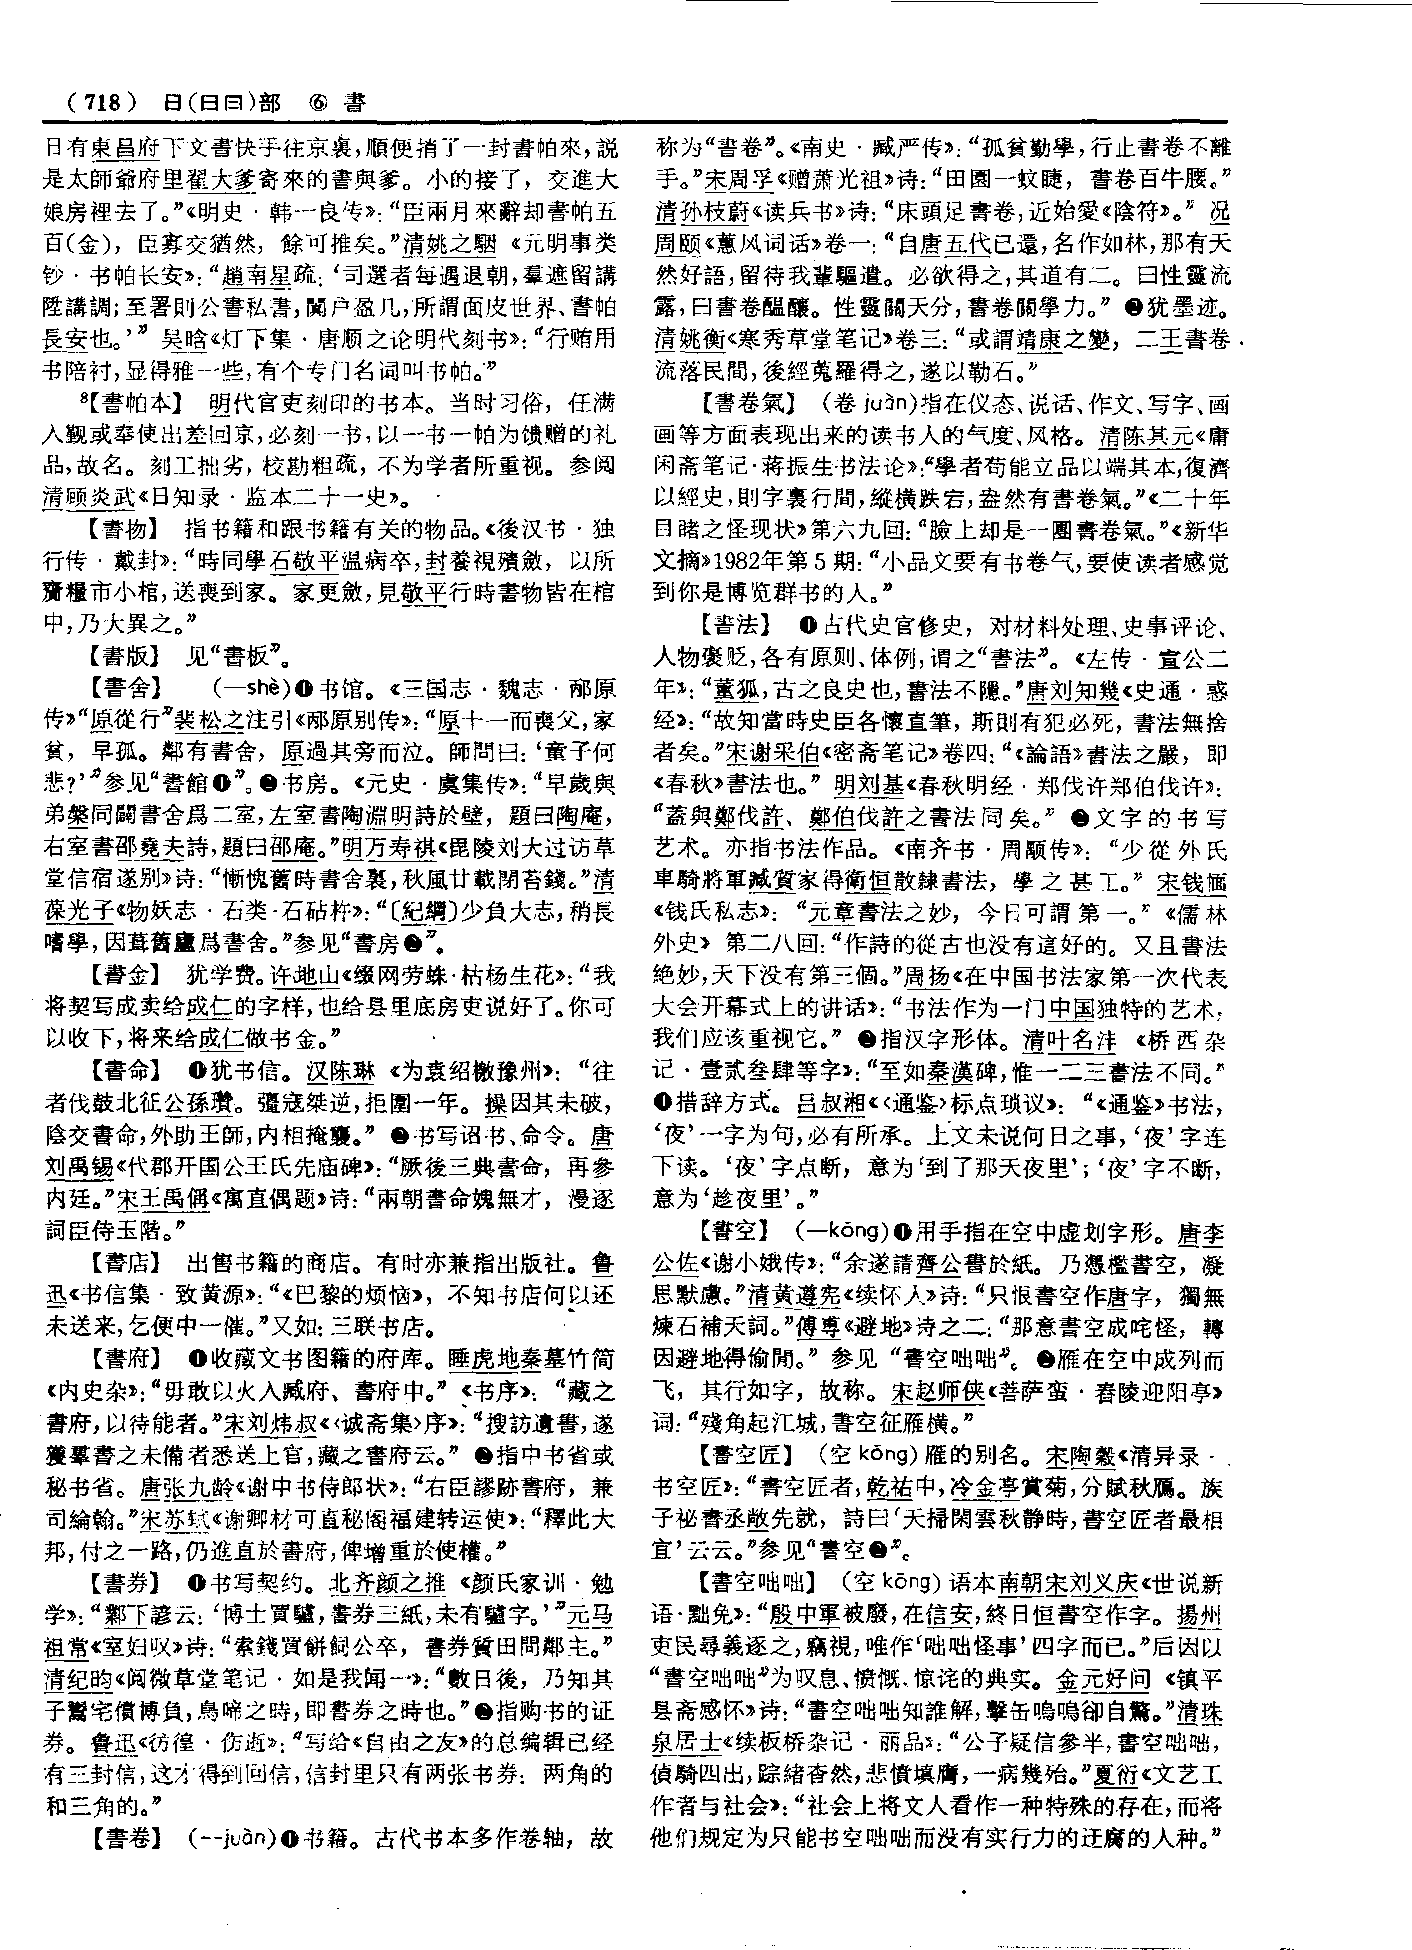 （718） 日(日曰)部 ⑥ 書
日有東昌府下文書快手往京裏，順便捎了一封書帕來，説
是太師爺府里翟大爹寄來的書與爹。小的接了，交進大
娘房裡去了。”《明史·韩一良传》：“臣兩月來辭却書帕五
百(金)，臣寡交猶然，餘可推矣。”清姚之駰《元明事类
钞·书帕长安》：“趙南星疏：‘司選者每遇退朝，羣遮留講
陞講調；至署則公書私書，闐户盈几，所謂面皮世界、書帕
長安也。’”吴晗《灯下集·唐顺之论明代刻书》：“行贿用
书陪衬，显得雅一些，有个专门名词叫书帕。”
⁸【書帕本】 明代官吏刻印的书本。当时习俗，任满
入觐或奉使出差回京，必刻一书，以一书一帕为馈赠的礼
品，故名。刻工拙劣，校勘粗疏，不为学者所重视。参阅
清顾炎武《日知录·监本二十一史》。
【書物】 指书籍和跟书籍有关的物品。《後汉书·独
行传·戴封》：“時同學石敬平温病卒，封養視殯斂，以所
齎糧市小棺，送喪到家。家更斂，見敬平行時書物皆在棺
中，乃大異之。”
【書版】 见“書板”。
【書舍】 （—shè）❶书馆。《三国志·魏志·邴原
传》“原從行”裴松之注引《邴原别传》：“原十一而喪父，家
貧，早孤。鄰有書舍，原過其旁而泣。師問曰：‘童子何
悲?’”参见“書館❶”。❷书房。《元史·虞集传》：“早歲與
弟槃同闢書舍爲二室，左室書陶淵明詩於壁，題曰陶庵，
右室書邵堯夫詩，題曰邵庵。”明万寿祺《毘陵刘大过访草
堂信宿遂别》诗：“慚愧舊時書舍裏，秋風廿載閉苔錢。”清
葆光子《物妖志·石类·石砧杵》：“〔紀綱〕少負大志，稍長
嗜學，因葺舊廬爲書舍。”参见“書房❷”。
【書金】 犹学费。许地山《缀网劳蛛·枯杨生花》：“我
将契写成卖给成仁的字样，也给县里底房吏说好了。你可
以收下，将来给成仁做书金。”
【書命】 ❶犹书信。汉陈琳《为袁绍檄豫州》：“往
者伐鼓北征公孫瓚。彊寇桀逆，拒圍一年。操因其未破，
陰交書命，外助王師，内相掩襲。”❷书写诏书、命令。唐
刘禹锡《代郡开国公王氏先庙碑》：“厥後三典書命，再參
内廷。”宋王禹偁《寓直偶题》诗：“兩朝書命媿無才，漫逐
詞臣侍玉階。”
【書店】 出售书籍的商店。有时亦兼指出版社。鲁
迅《书信集·致黄源》：“《巴黎的烦恼》，不知书店何以还
未送来，乞便中一催。”又如：三联书店。
【書府】 ❶收藏文书图籍的府库。睡虎地秦墓竹简
《内史杂》：“毋敢以火入臧府、書府中。”《书序》：“藏之
書府，以待能者。”宋刘炜叔《〈诚斋集〉序》：“搜訪遺書，遂
獲羣書之未備者悉送上官，藏之書府云。”❷指中书省或
秘书省。唐张九龄《谢中书侍郎状》：“右臣謬跡書府，兼
司綸翰。”宋苏轼《谢卿材可直秘阁福建转运使》：“釋此大
邦，付之一路，仍進直於書府，俾增重於使權。”
【書券】 ❶书写契约。北齐颜之推《颜氏家训·勉
学》：“鄴下諺云：‘博士買驢，書券三紙，未有驢字。’”元马
祖常《室妇叹》诗：“索錢買餅飼公卒，書券質田問鄰主。”
清纪昀《阅微草堂笔记·如是我闻一》：“數日後，乃知其
子鬻宅償博負，鳥啼之時，即書券之時也。”❷指购书的证
券。鲁迅《彷徨·伤逝》：“写给《自由之友》的总编辑已经
有三封信，这才得到回信，信封里只有两张书券：两角的
和三角的。”
【書卷】 （—juàn）❶书籍。古代书本多作卷轴，故
称为“書卷”。《南史·臧严传》：“孤貧勤學，行止書卷不離
手。”宋周孚《赠萧光祖》诗：“田園一蚊睫，書卷百牛腰。”
清孙枝蔚《读兵书》诗：“床頭足書卷，近始愛《陰符》。”况
周颐《蕙风词话》卷一：“自唐五代已還，名作如林，那有天
然好語，留待我輩驅遣。必欲得之，其道有二。曰性靈流
露，曰書卷醖釀。性靈關天分，書卷關學力。”❷犹墨迹。
清姚衡《寒秀草堂笔记》卷三：“或謂靖康之變，二王書卷
流落民間，後經蒐羅得之，遂以勒石。”
【書卷氣】 （卷 juàn）指在仪态、说话、作文、写字、画
画等方面表现出来的读书人的气度、风格。清陈其元《庸
闲斋笔记·蒋振生书法论》：“學者苟能立品以端其本，復濟
以經史，則字裏行間，縱横跌宕，盎然有書卷氣。”《二十年
目睹之怪现状》第六九回：“臉上却是一團書卷氣。”《新华
文摘》1982年第5期：“小品文要有书卷气，要使读者感觉
到你是博览群书的人。”
【書法】 ❶古代史官修史，对材料处理、史事评论、
人物褒贬，各有原则、体例，谓之“書法”。《左传·宣公二
年》：“董狐，古之良史也，書法不隱。”唐刘知幾《史通·惑
经》：“故知當時史臣各懷直筆，斯則有犯必死，書法無捨
者矣。”宋谢采伯《密斋笔记》卷四：“《論語》書法之嚴，即
《春秋》書法也。”明刘基《春秋明经·郑伐许郑伯伐许》：
“蓋與鄭伐許、鄭伯伐許之書法同矣。”❷文字的书写
艺术。亦指书法作品。《南齐书·周颙传》：“少從外氏
車騎將軍臧質家得衛恒散隸書法，學之甚工。”宋钱愐
《钱氏私志》：“元章書法之妙，今日可謂第一。”《儒林
外史》第二八回：“作詩的從古也没有這好的。又且書法
絶妙，天下没有第三個。”周扬《在中国书法家第一次代表
大会开幕式上的讲话》：“书法作为一门中国独特的艺术，
我们应该重视它。”❸指汉字形体。清叶名沣《桥西杂
记·壹贰叁肆等字》：“至如秦漢碑，惟一二三書法不同。”
❹措辞方式。吕叔湘《〈通鉴〉标点琐议》：“《通鉴》书法，
‘夜’一字为句，必有所承。上文未说何日之事，‘夜’字连
下读。‘夜’字点断，意为‘到了那天夜里’；‘夜’字不断，
意为‘趁夜里’。”
【書空】 （—kōng）❶用手指在空中虚划字形。唐李
公佐《谢小娥传》：“余遂請齊公書於紙。乃憑檻書空，凝
思默慮。”清黄遵宪《续怀人》诗：“只恨書空作唐字，獨無
煉石補天詞。”傅尃《避地》诗之二：“那意書空成咤怪，轉
因避地得偷閒。”参见“書空咄咄”。❷雁在空中成列而
飞，其行如字，故称。宋赵师侠《菩萨蛮·春陵迎阳亭》
词：“殘角起江城，書空征雁横。”
【書空匠】 （空 kōng）雁的别名。宋陶穀《清异录·
书空匠》：“書空匠者，乾祐中，冷金亭賞菊，分賦秋鴈。族
子祕書丞敞先就，詩曰‘天掃閑雲秋静時，書空匠者最相
宜’云云。”参见“書空❷”。
【書空咄咄】 （空 kōng）语本南朝宋刘义庆《世说新
语·黜免》：“殷中軍被廢，在信安，終日恒書空作字。揚州
吏民尋義逐之，竊視，唯作‘咄咄怪事’四字而已。”后因以
“書空咄咄”为叹息、愤慨、惊诧的典实。金元好问《镇平
县斋感怀》诗：“書空咄咄知誰解，擊缶嗚嗚卻自驚。”清珠
泉居士《续板桥杂记·丽品》：“公子疑信參半，書空咄咄，
偵騎四出，踪緒杳然，悲憤填膺，一病幾殆。”夏衍《文艺工
作者与社会》：“社会上将文人看作一种特殊的存在，而将
他们规定为只能书空咄咄而没有实行力的迂腐的人种。”